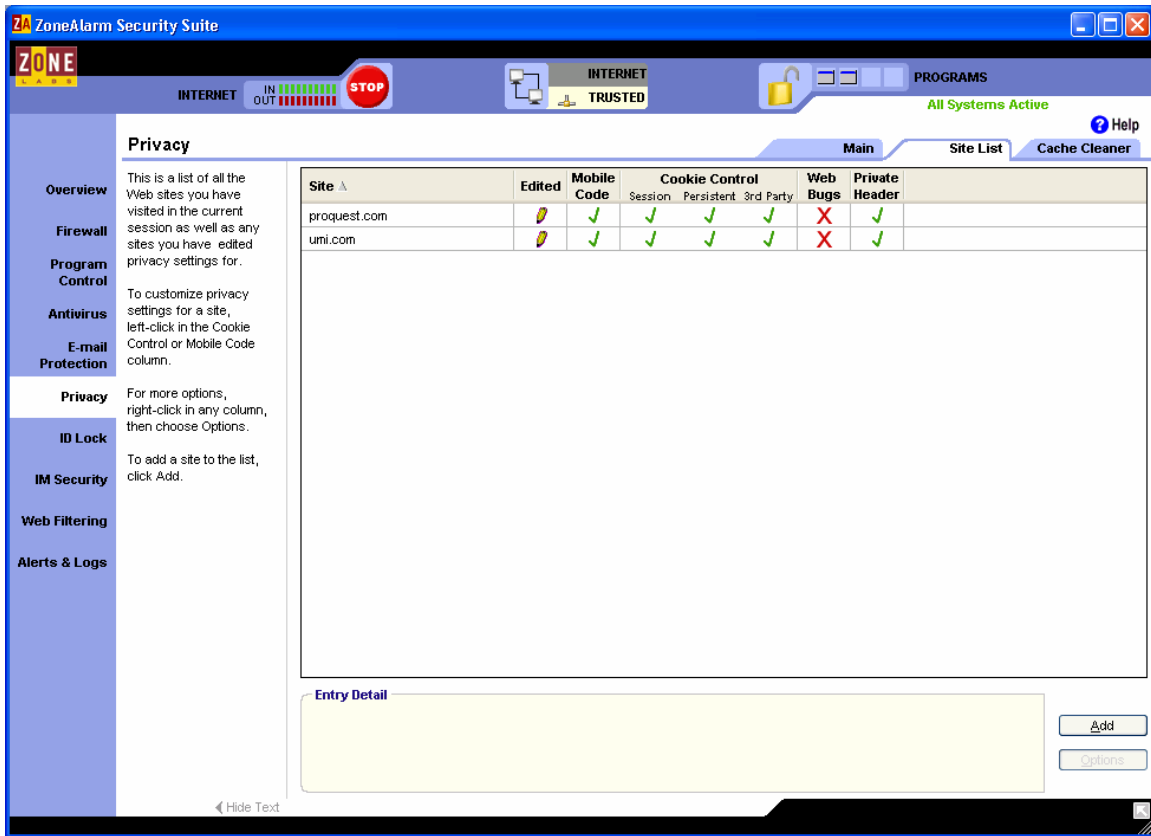 ZA ZoneAlarm Security Suite
ZONE
LABS
INTERNET
IN
OUT
STOP
INTERNET
TRUSTED
PROGRAMS
All Systems Active
? Help
Privacy
Main
Site List
Cache Cleaner
Overview
Firewall
Program
Control
Antivirus
E-mail
Protection
Privacy
ID Lock
IM Security
Web Filtering
Alerts & Logs
This is a list of all the
Web sites you have
visited in the current
session as well as any
sites you have edited
privacy settings for.
To customize privacy
settings for a site,
left-click in the Cookie
Control or Mobile Code
column.
For more options,
right-click in any column,
then choose Options.
To add a site to the list,
click Add.
Site Edited Mobile Code Cookie Control Session Persistent 3rd Party Web Bugs Private Header
proquest.com
umi.com
Entry Detail
Add
Options
Hide Text